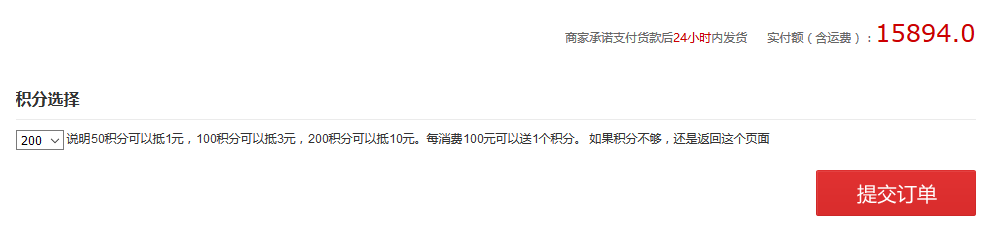 商家承诺支付货款后24小时内发货 实付额（含运费）：15894.0
积分选择
200 说明50积分可以抵1元，100积分可以抵3元，200积分可以抵10元。每消费100元可以送1个积分。 如果积分不够，还是返回这个页面
提交订单